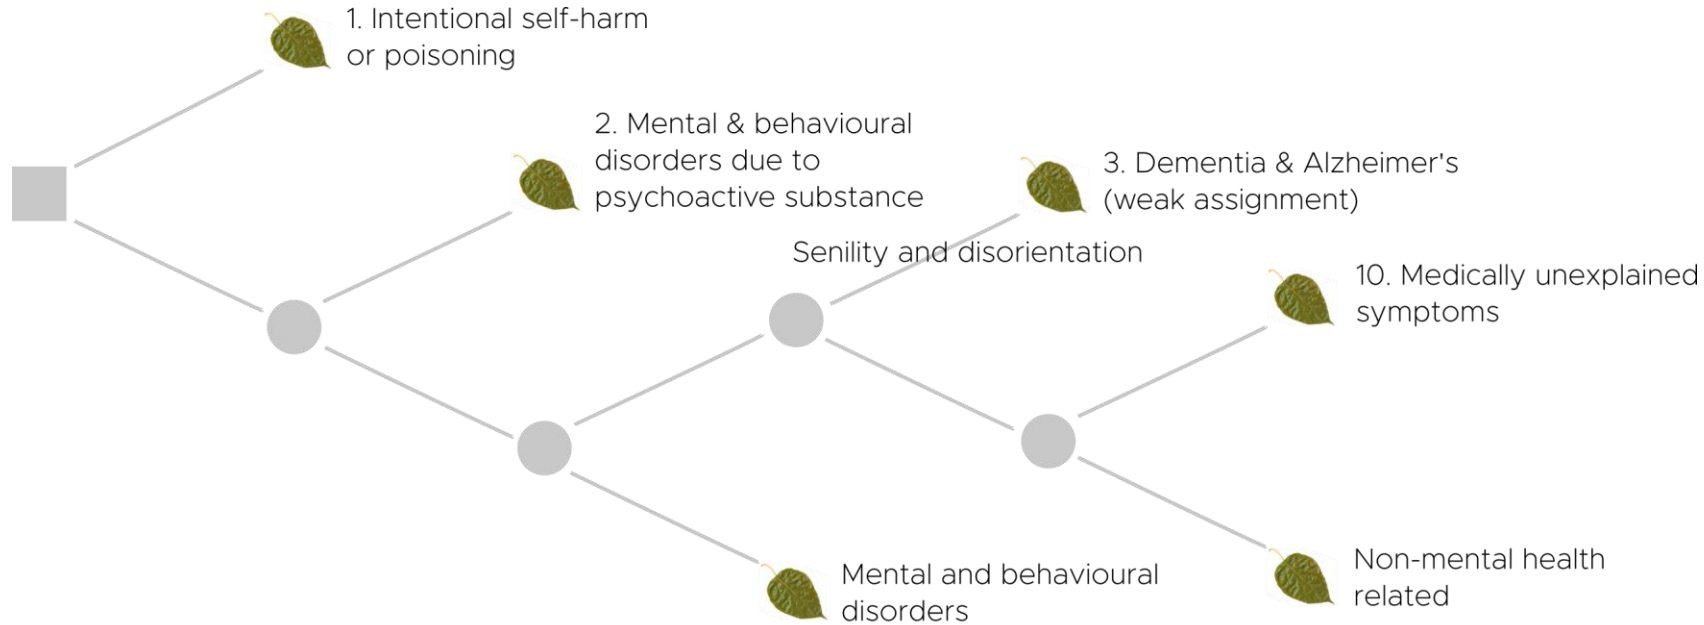 1. Intentional self-harm
or poisoning
2. Mental & behavioural
disorders due to
psychoactive substance
3. Dementia & Alzheimer's
(weak assignment)
Senility and disorientation
10. Medically unexplained
symptoms
Mental and behavioural
disorders
Non-mental health
related